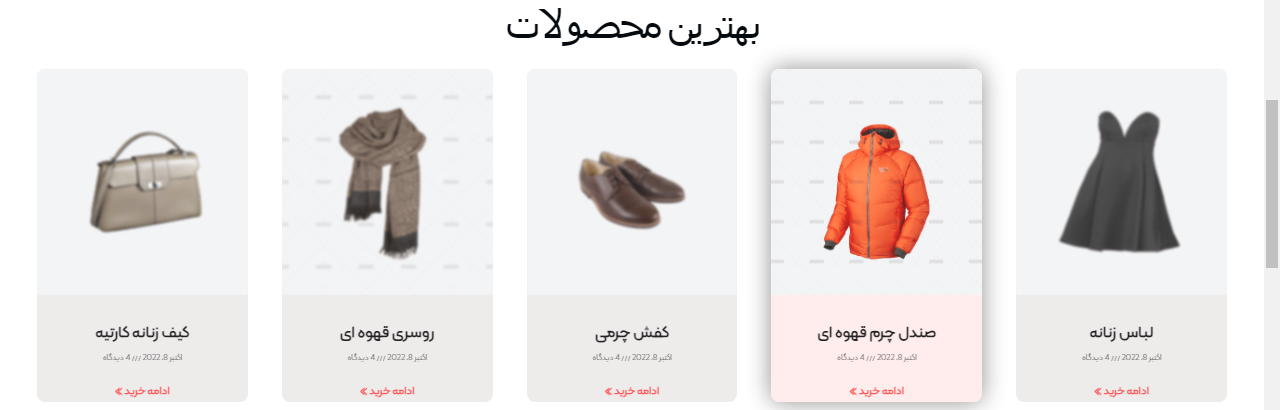 بهترین محصولات
لباس زنانه
اکتبر 8, 2022 /// 4 دیدگاه
ادامه خرید »
صندل چرم قهوه ای
اکتبر 8, 2022 /// 4 دیدگاه
ادامه خرید »
کفش چرمی
اکتبر 8, 2022 /// 4 دیدگاه
ادامه خرید »
روسری قهوه ای
اکتبر 8, 2022 /// 4 دیدگاه
ادامه خرید »
کیف زنانه کارتیه
اکتبر 8, 2022 /// 4 دیدگاه
ادامه خرید »